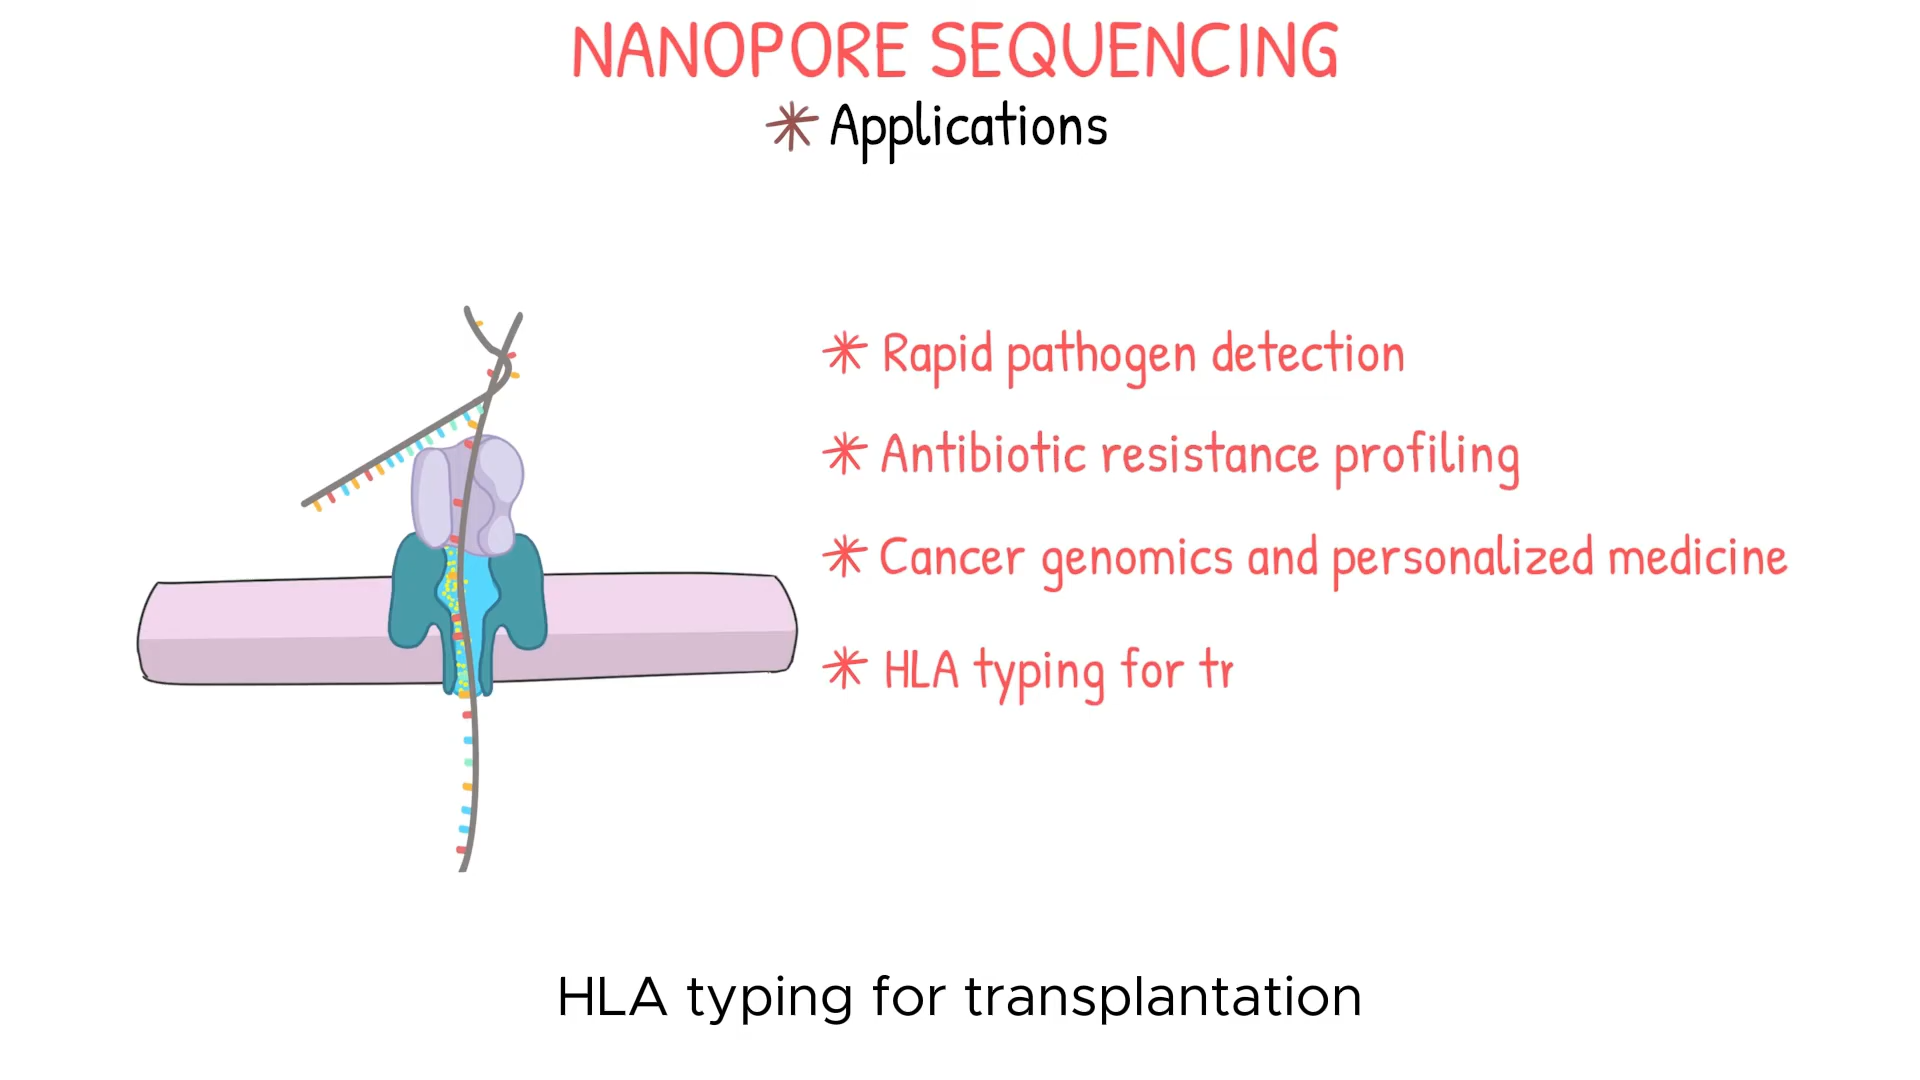 NANOPORE SEQUENCING
Applications
Rapid pathogen detection
Antibiotic resistance profiling
Cancer genomics and personalized medicine
HLA typing for tr
HLA typing for transplantation